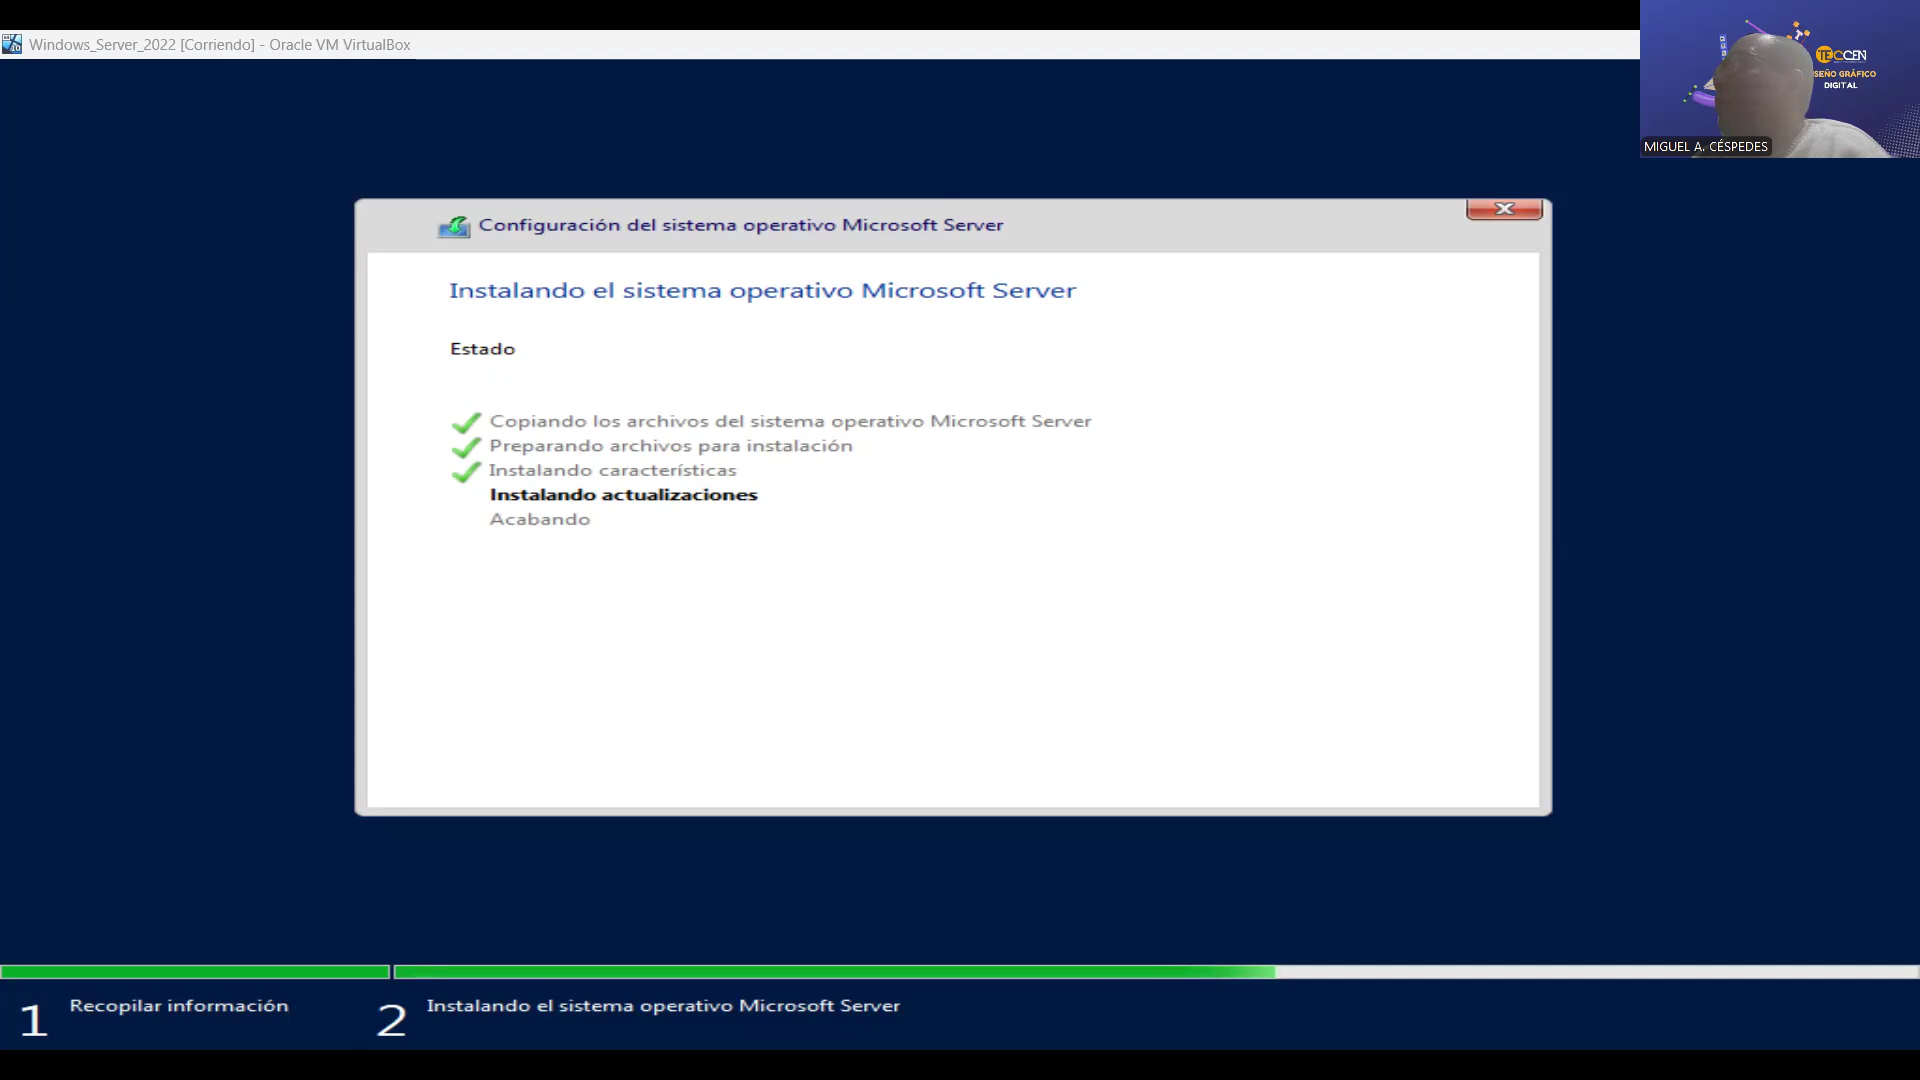 Windows_Server_2022 [Corriendo] - Oracle VM VirtualBox
TECCEN
SEÑO GRÁFICO
DIGITAL
MIGUEL A. CÉSPEDES
Configuración del sistema operativo Microsoft Server
Instalando el sistema operativo Microsoft Server
Estado
Copiando los archivos del sistema operativo Microsoft Server
Preparando archivos para instalación
Instalando características
Instalando actualizaciones
Acabando
1 Recopilar información
2 Instalando el sistema operativo Microsoft Server